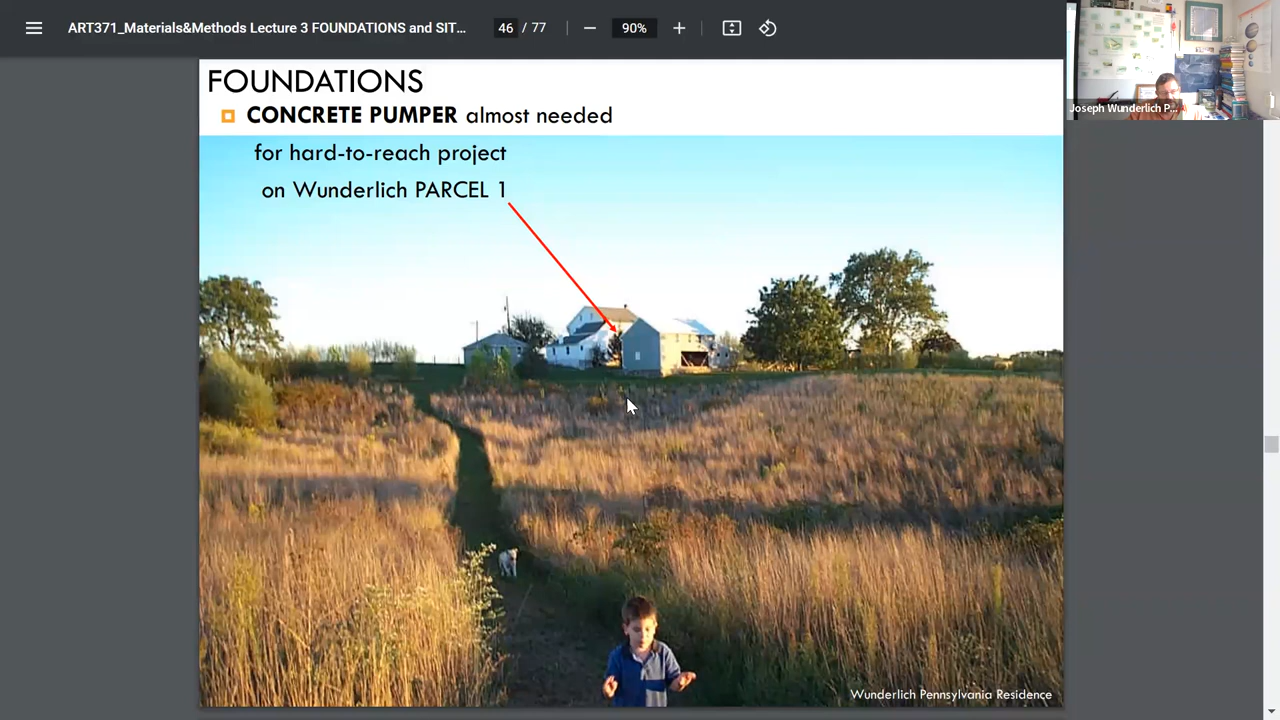 ART371_Materials&Methods Lecture 3 FOUNDATIONS and SIT...
46 / 77
90%
Joseph Wunderlich P...
FOUNDATIONS
CONCRETE PUMPER almost needed
for hard-to-reach project
on Wunderlich PARCEL 1
Wunderlich Pennsylvania Residence